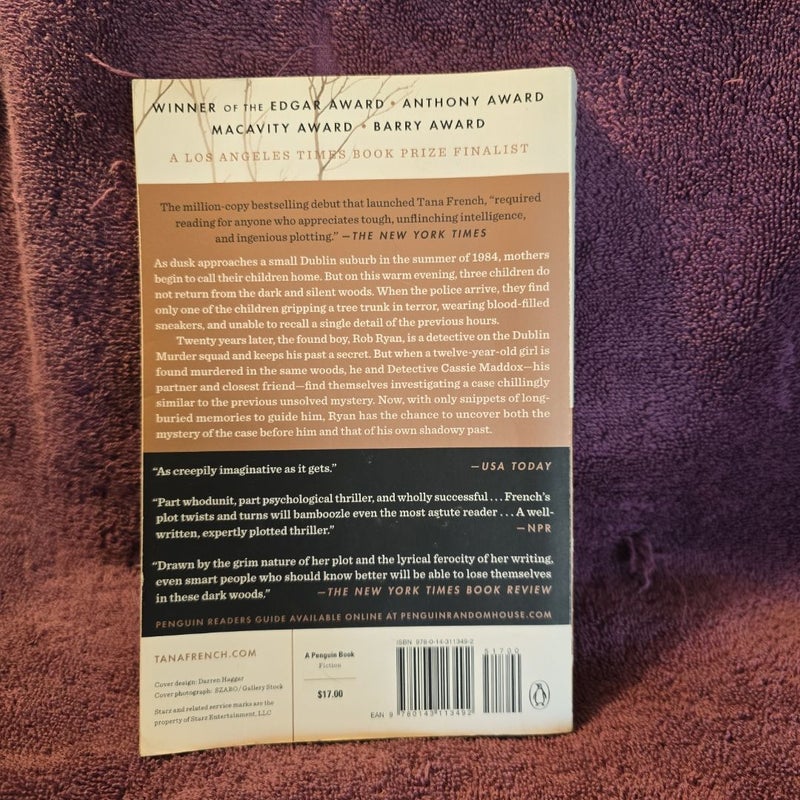 WINNER OF THE EDGAR AWARD • ANTHONY AWARD
MACAVITY AWARD • BARRY AWARD
A LOS ANGELES TIMES BOOK PRIZE FINALIST
The million-copy bestselling debut that launched Tana French, “required
reading for anyone who appreciates tough, unflinching intelligence,
and ingenious plotting.” —THE NEW YORK TIMES
As dusk approaches a small Dublin suburb in the summer of 1984, mothers
begin to call their children home. But on this warm evening, three children do
not return from the dark and silent woods. When the police arrive, they find
only one of the children gripping a tree trunk in terror, wearing blood-filled
sneakers, and unable to recall a single detail of the previous hours.
Twenty years later, the found boy, Rob Ryan, is a detective on the Dublin
Murder squad and keeps his past a secret. But when a twelve-year-old girl is
found murdered in the same woods, he and Detective Cassie Maddox—his
partner and closest friend—find themselves investigating a case chillingly
similar to the previous unsolved mystery. Now, with only snippets of long-
buried memories to guide him, Ryan has the chance to uncover both the
mystery of the case before him and that of his own shadowy past.
“As creepily imaginative as it gets.” —USA TODAY
“Part whodunit, part psychological thriller, and wholly successful . . . French’s
plot twists and turns will bamboozle even the most astute reader . . . A well-
written, expertly plotted thriller.” —NPR
“Drawn by the grim nature of her plot and the lyrical ferocity of her writing,
even smart people who should know better will be able to lose themselves
in these dark woods.” —THE NEW YORK TIMES BOOK REVIEW
PENGUIN READERS GUIDE AVAILABLE ONLINE AT PENGUINRANDOMHOUSE.COM
TANAFRENCH.COM
Cover design: Darren Haggar
Cover photograph: SZABO/Gallery Stock
Starz and related service marks are the
property of Starz Entertainment, LLC
A Penguin Book
Fiction
$17.00
ISBN 978-0-14-311349-2
51700
EAN 9 780143 113492